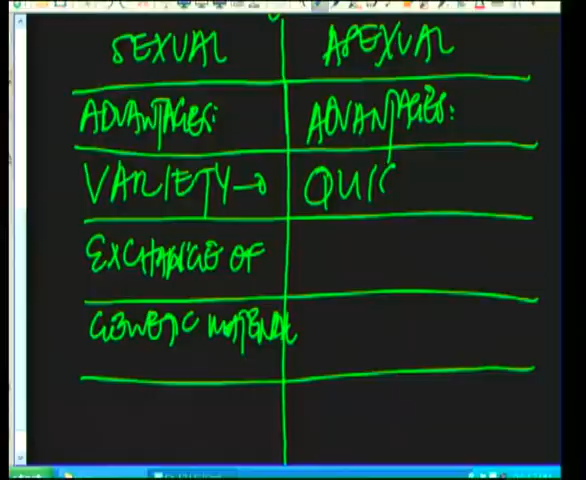 SEXUAL ASEXUAL
ADVANTAGES: ADVANTAGES:
VARIETY → QUIC
EXCHANGE OF
GENETIC MATERIAL